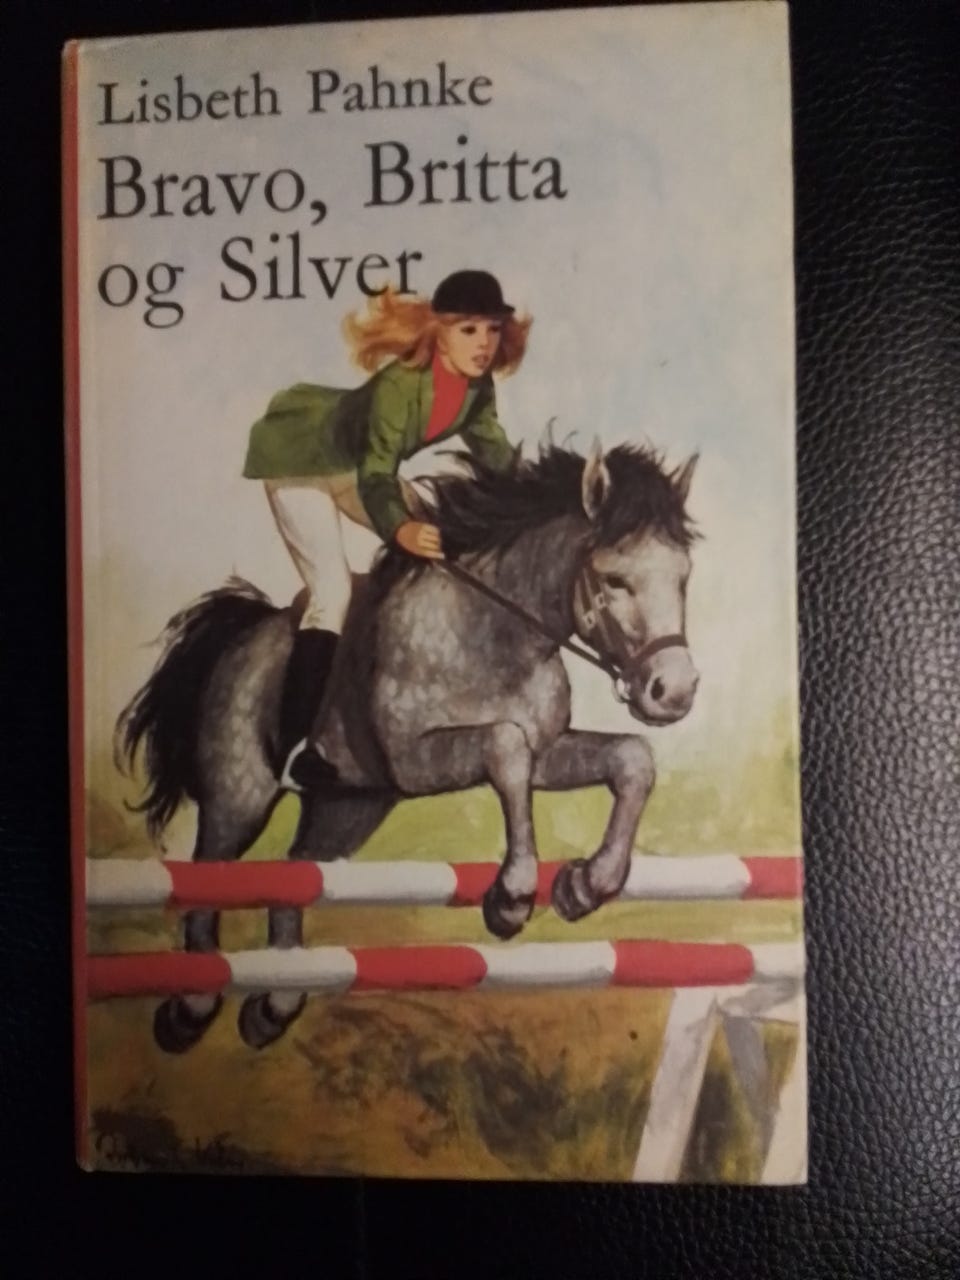 Lisbeth Pahnke
Bravo, Britta
og Silver